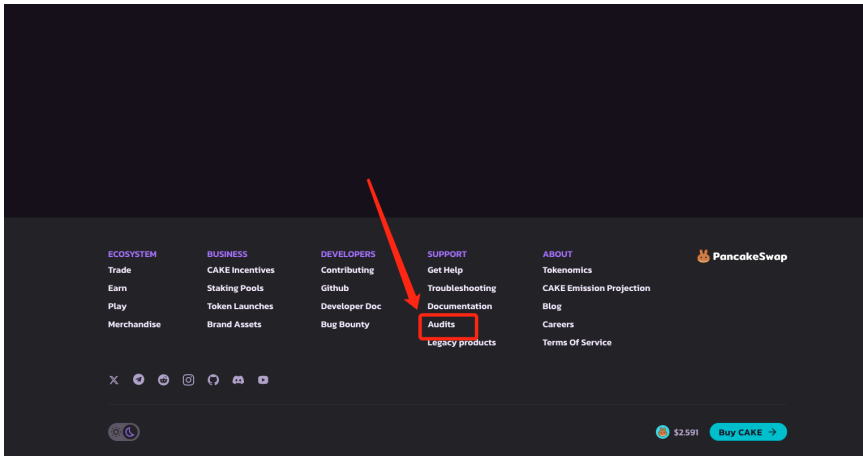 ECOSYSTEM
Trade
Earn
Play
Merchandise
BUSINESS
CAKE Incentives
Staking Pools
Token Launches
Brand Assets
DEVELOPERS
Contributing
Github
Developer Doc
Bug Bounty
SUPPORT
Get Help
Troubleshooting
Documentation
Audits
Legacy products
ABOUT
Tokenomics
CAKE Emission Projection
Blog
Careers
Terms Of Service
PancakeSwap
$2.591
Buy CAKE